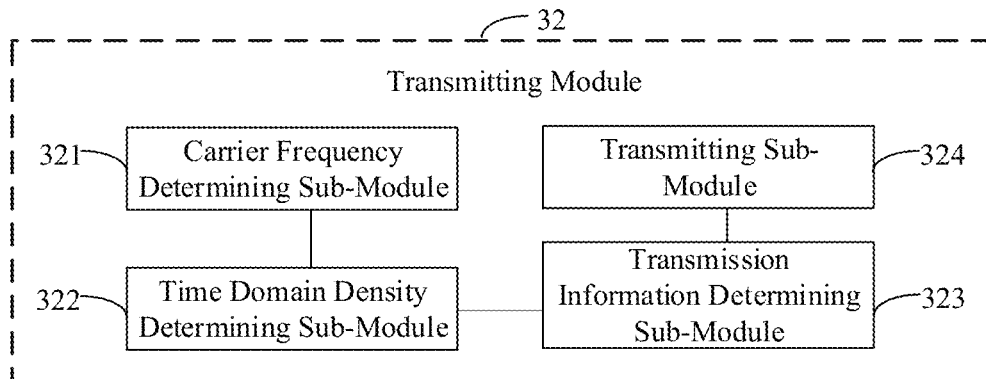 32
Transmitting Module
321
Carrier Frequency
Determining Sub-Module
Transmitting Sub-
Module
324
322
Time Domain Density
Determining Sub-Module
Transmission
Information Determining
Sub-Module
323